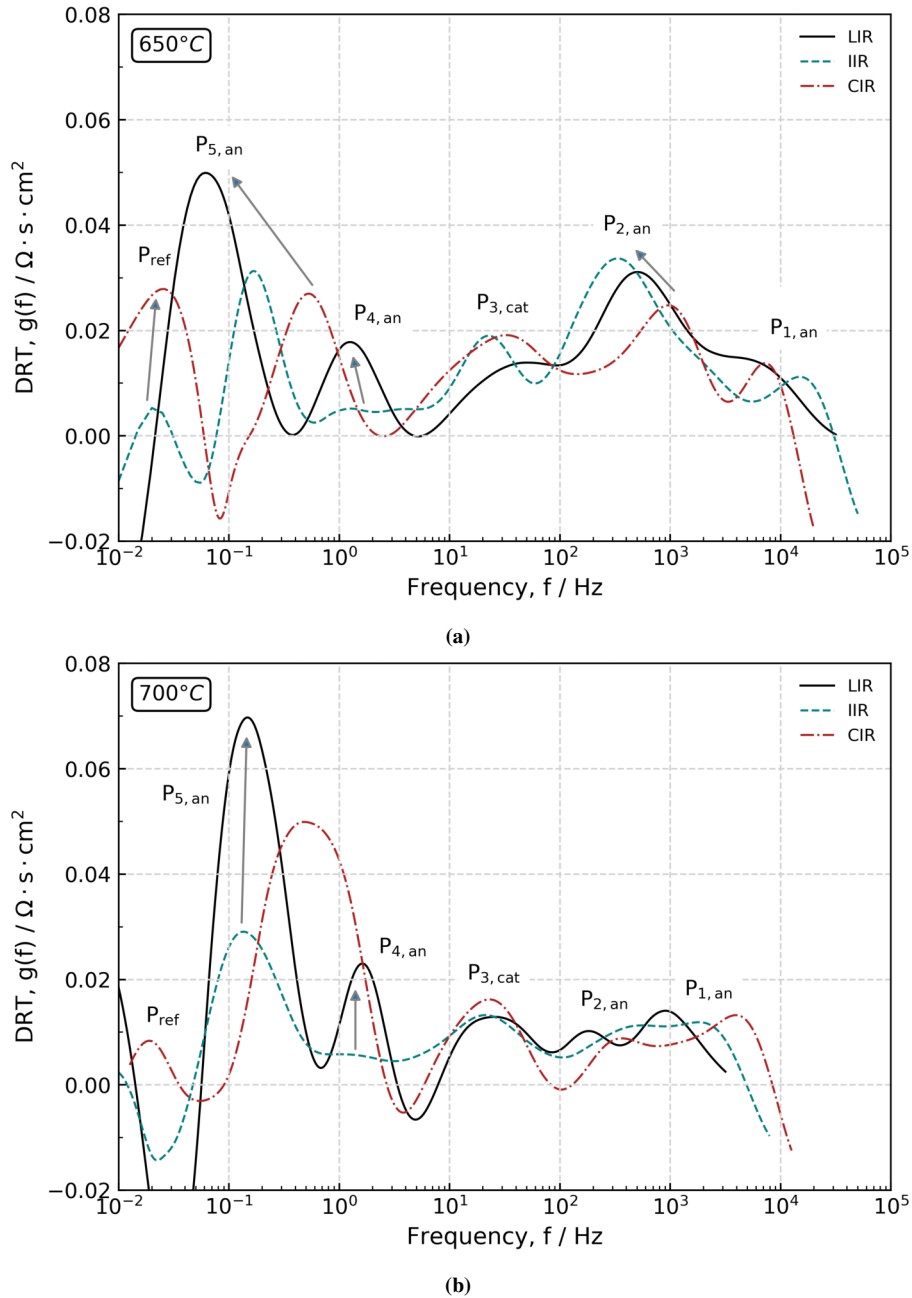 650°C
LIR
IIR
CIR
P5, an
Pref
P4, an
P3, cat
P2, an
P1, an
DRT, g(f) / Ω · s · cm²
0.08
0.06
0.04
0.02
0.00
−0.02
10⁻²
10⁻¹
10⁰
10¹
10²
10³
10⁴
10⁵
Frequency, f / Hz
(a)
700°C
LIR
IIR
CIR
P5, an
Pref
P4, an
P3, cat
P2, an
P1, an
DRT, g(f) / Ω · s · cm²
0.08
0.06
0.04
0.02
0.00
−0.02
10⁻²
10⁻¹
10⁰
10¹
10²
10³
10⁴
10⁵
Frequency, f / Hz
(b)